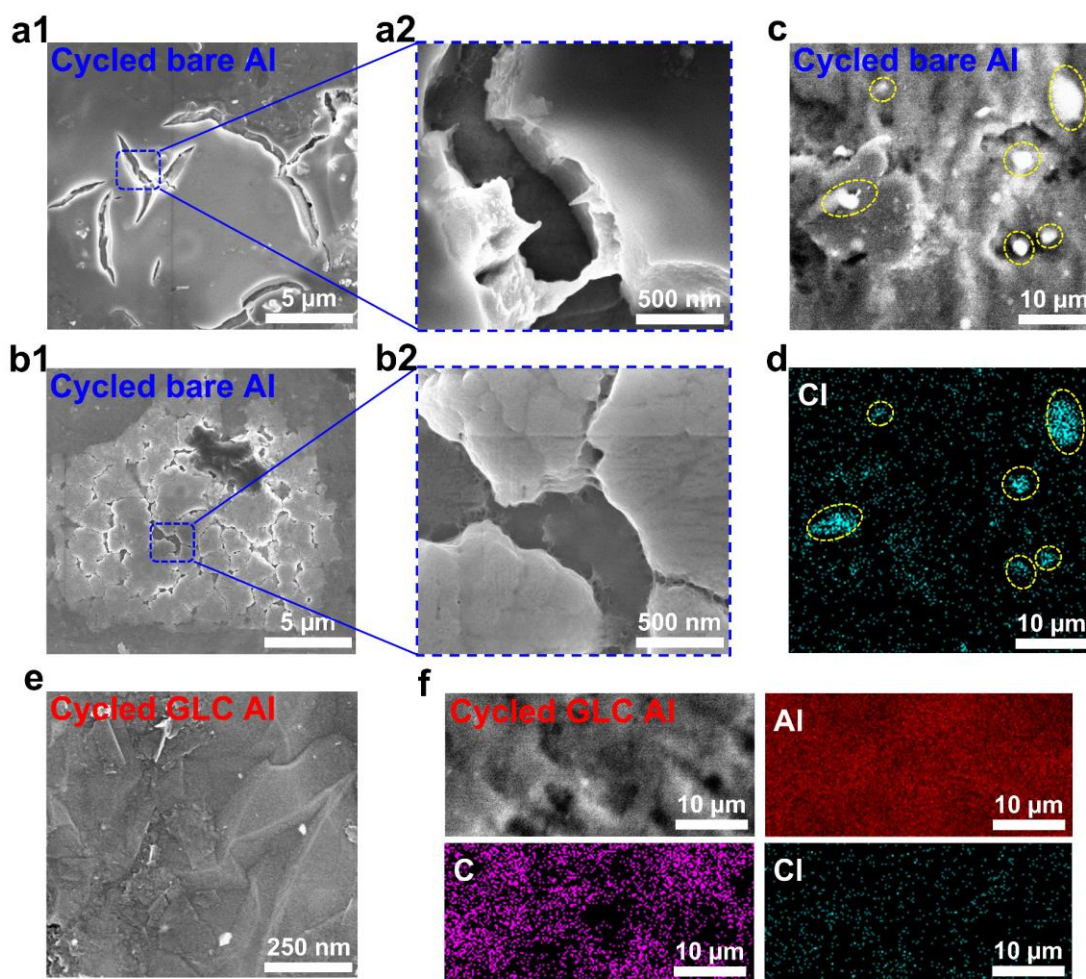 a1
Cycled bare Al
5 µm
a2
500 nm
c
Cycled bare Al
10 µm
b1
Cycled bare Al
5 µm
b2
500 nm
d
Cl
10 µm
e
Cycled GLC Al
250 nm
f
Cycled GLC Al
10 µm
Al
10 µm
C
10 µm
Cl
10 µm